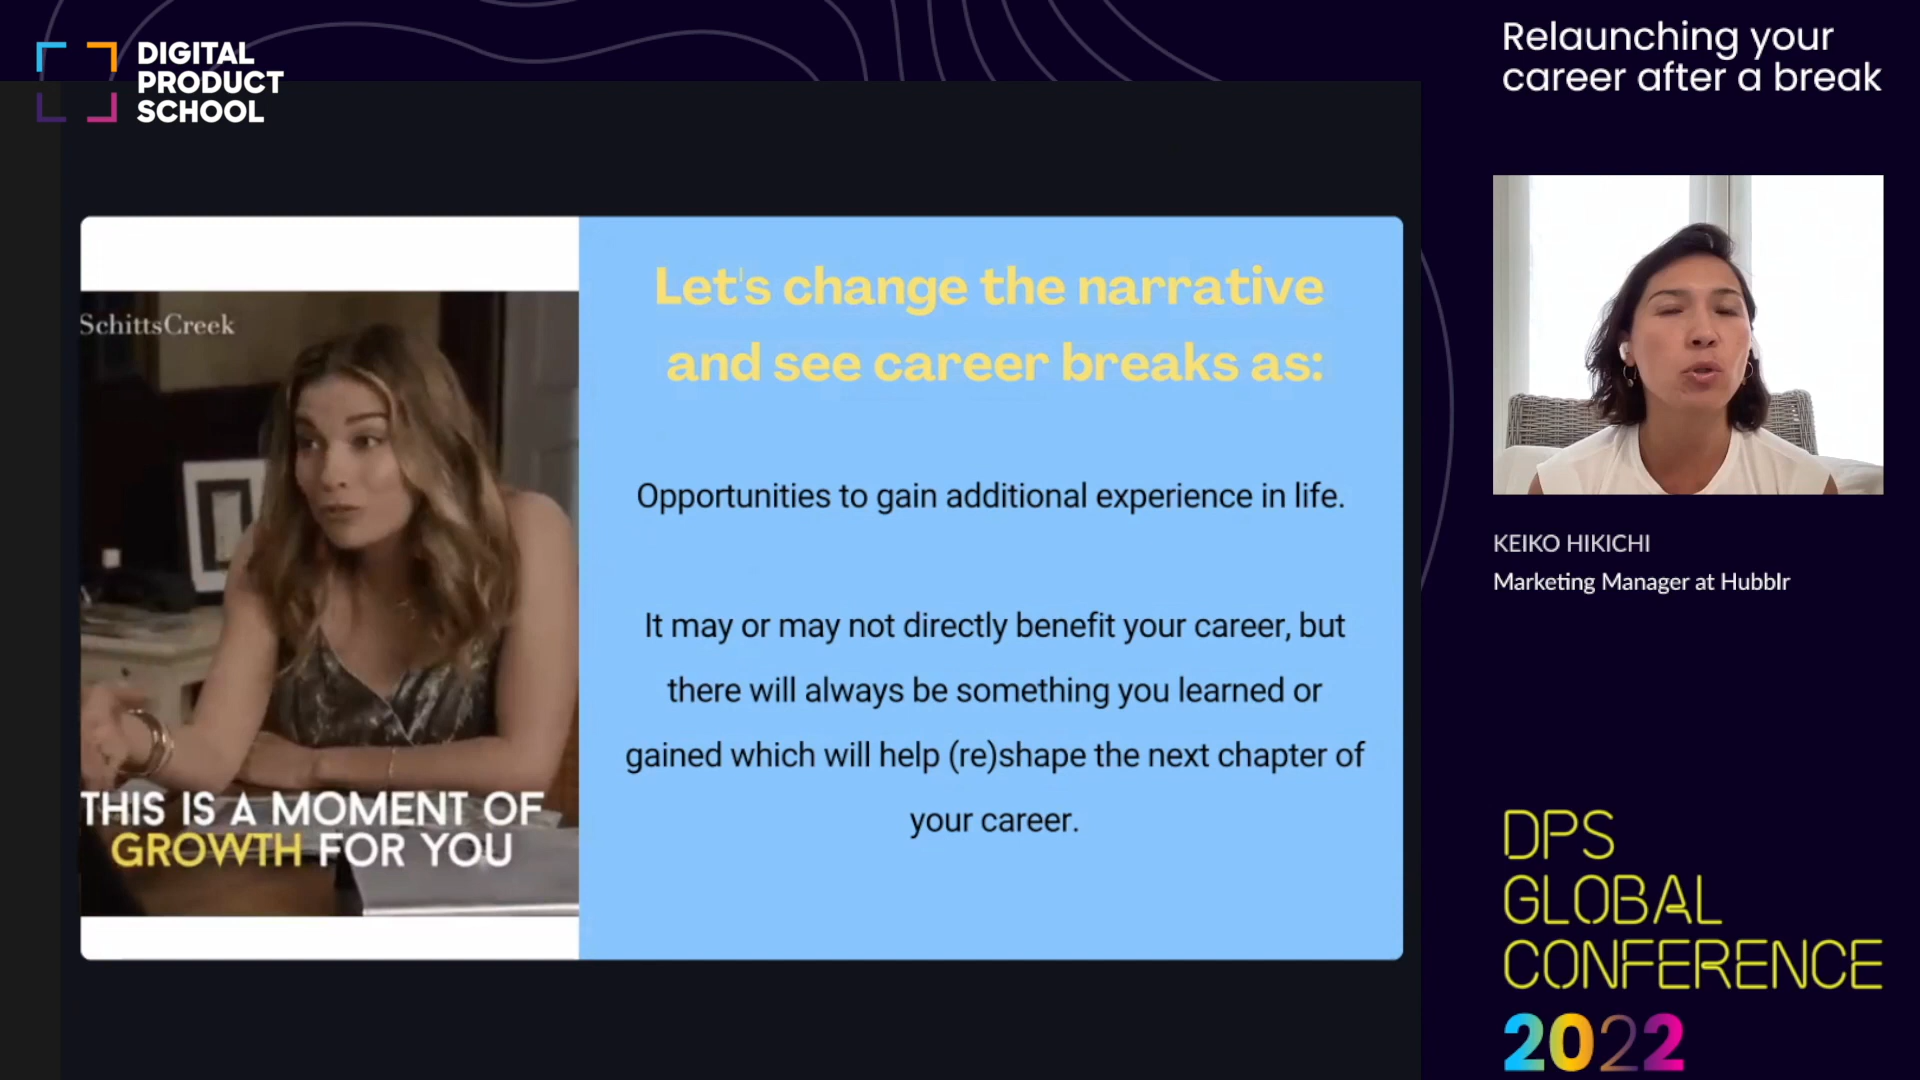 DIGITAL
PRODUCT
SCHOOL
Relaunching your
career after a break
SchittsCreek
THIS IS A MOMENT OF
GROWTH FOR YOU
Let's change the narrative
and see career breaks as:
Opportunities to gain additional experience in life.
It may or may not directly benefit your career, but
there will always be something you learned or
gained which will help (re)shape the next chapter of
your career.
KEIKO HIKICHI
Marketing Manager at Hubblr
DPS
GLOBAL
CONFERENCE
2022